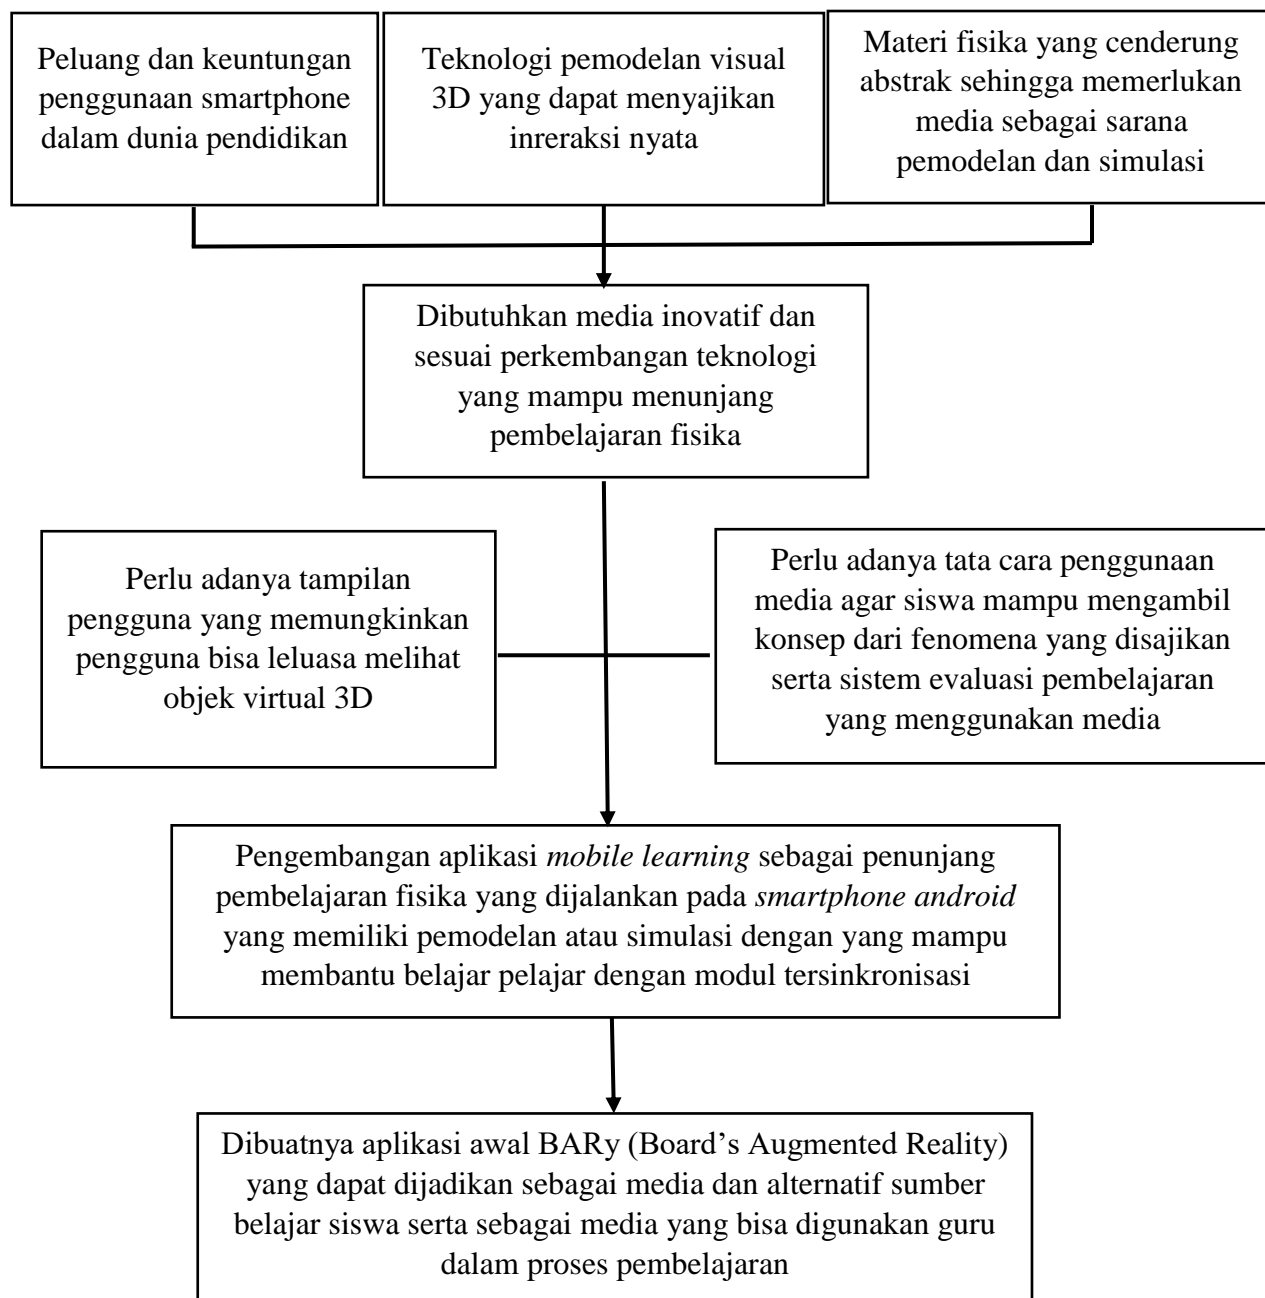 Peluang dan keuntungan
penggunaan smartphone
dalam dunia pendidikan
Teknologi pemodelan visual
3D yang dapat menyajikan
inreraksi nyata
Materi fisika yang cenderung
abstrak sehingga memerlukan
media sebagai sarana
pemodelan dan simulasi
Dibutuhkan media inovatif dan
sesuai perkembangan teknologi
yang mampu menunjang
pembelajaran fisika
Perlu adanya tampilan
pengguna yang memungkinkan
pengguna bisa leluasa melihat
objek virtual 3D
Perlu adanya tata cara penggunaan
media agar siswa mampu mengambil
konsep dari fenomena yang disajikan
serta sistem evaluasi pembelajaran
yang menggunakan media
Pengembangan aplikasi mobile learning sebagai penunjang
pembelajaran fisika yang dijalankan pada smartphone android
yang memiliki pemodelan atau simulasi dengan yang mampu
membantu belajar pelajar dengan modul tersinkronisasi
Dibuatnya aplikasi awal BARy (Board’s Augmented Reality)
yang dapat dijadikan sebagai media dan alternatif sumber
belajar siswa serta sebagai media yang bisa digunakan guru
dalam proses pembelajaran